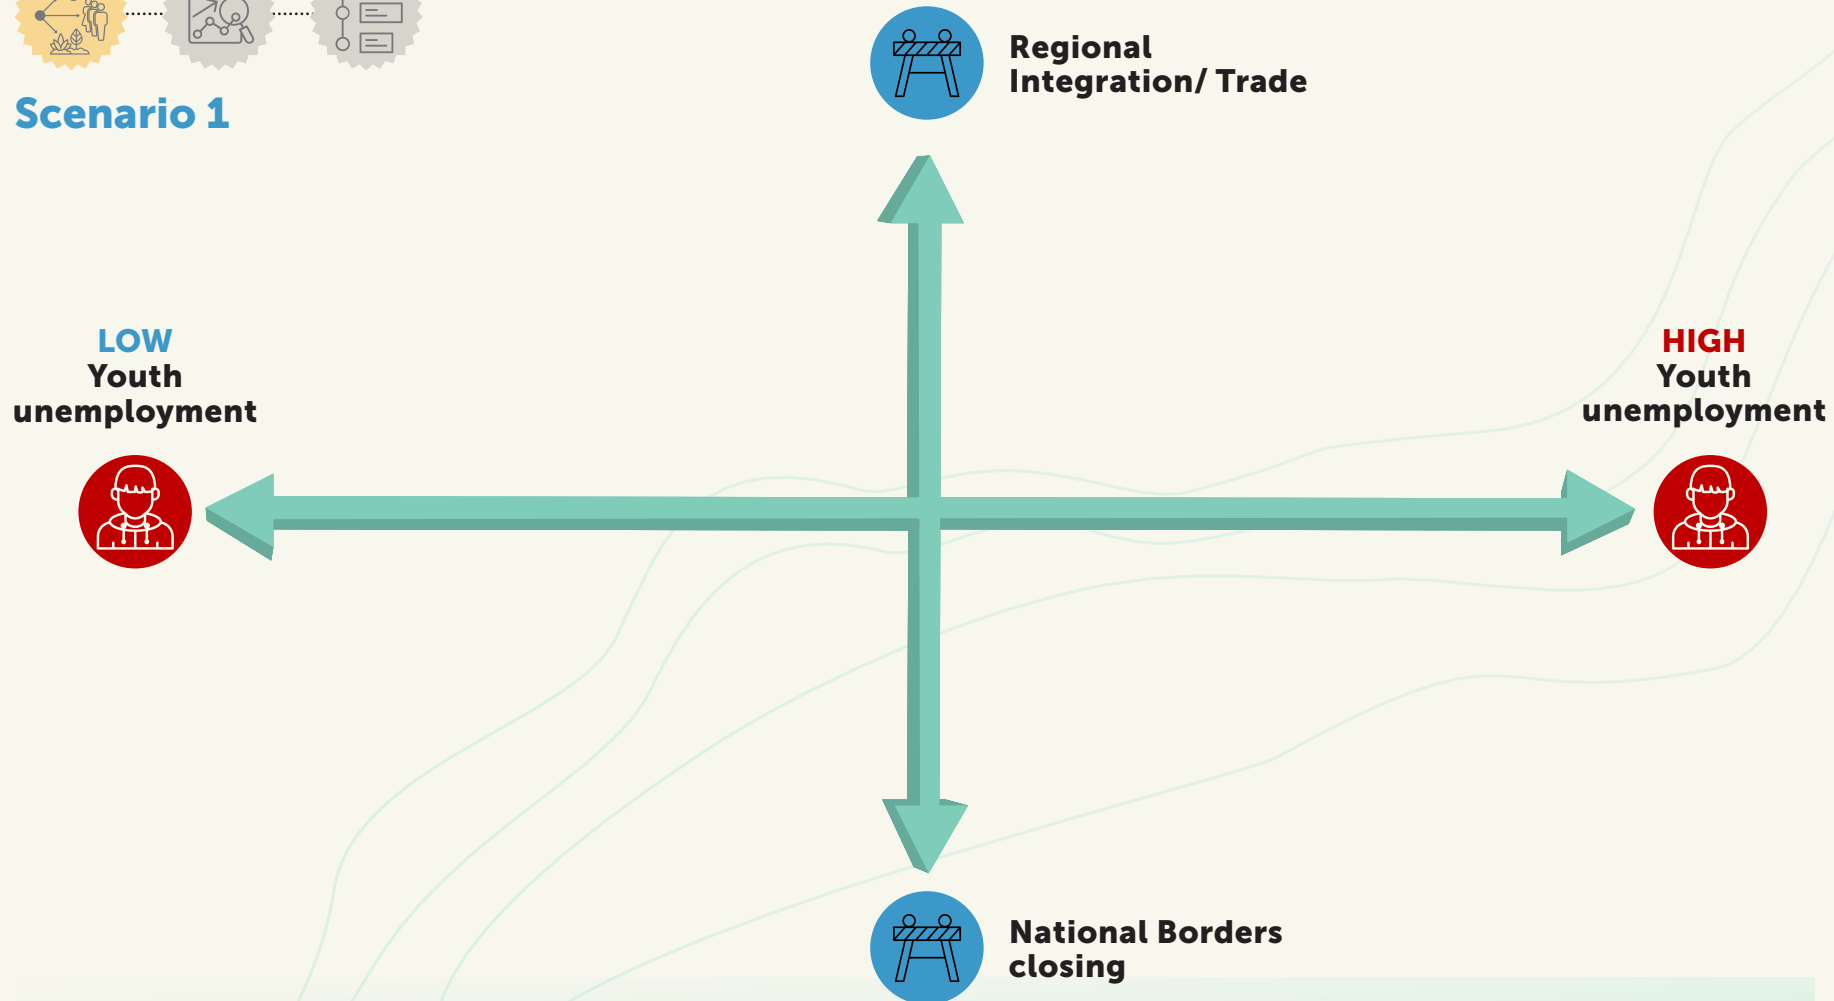 Scenario 1
Regional
Integration/ Trade
LOW
Youth
unemployment
HIGH
Youth
unemployment
National Borders
closing